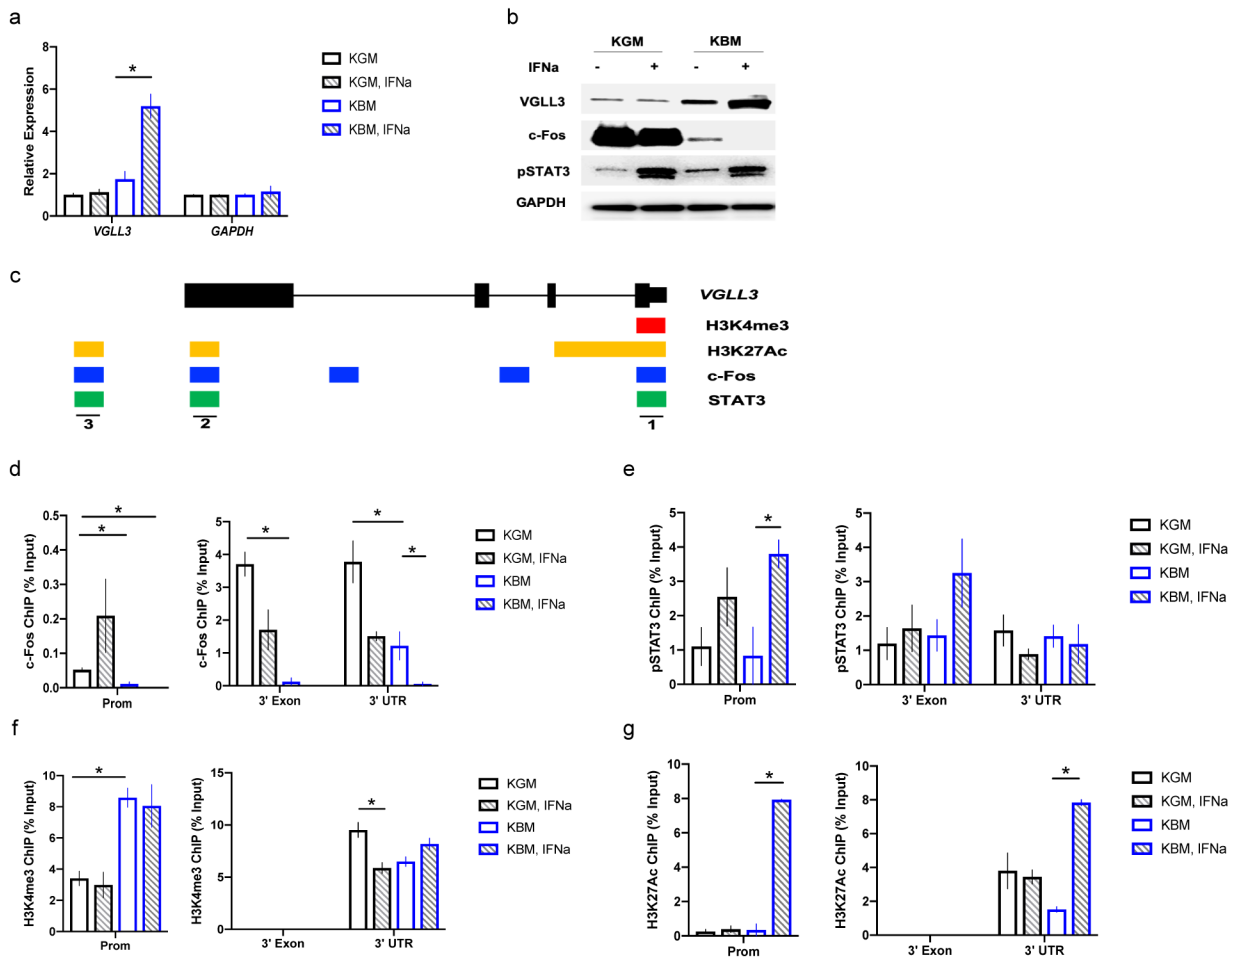 a
8
6
4
2
0
Relative Expression
*
VGLL3
GAPDH
KGM
KGM, IFNa
KBM
KBM, IFNa
b
KGM KBM
IFNa - + - +
VGLL3
c-Fos
pSTAT3
GAPDH
c
VGLL3
H3K4me3
H3K27Ac
c-Fos
STAT3
3 2 1
d
c-Fos ChIP (% Input)
0.5
0.4
0.3
0.2
0.1
0.0
*
*
Prom
c-Fos ChIP (% Input)
5
4
3
2
1
0
*
*
*
3' Exon
3' UTR
KGM
KGM, IFNa
KBM
KBM, IFNa
e
pSTAT3 ChIP (% Input)
5
4
3
2
1
0
*
Prom
pSTAT3 ChIP (% Input)
5
4
3
2
1
0
3' Exon
3' UTR
KGM
KGM, IFNa
KBM
KBM, IFNa
f
H3K4me3 ChIP (% Input)
10
8
6
4
2
0
*
Prom
H3K4me3 ChIP (% Input)
15
10
5
0
*
3' Exon
3' UTR
KGM
KGM, IFNa
KBM
KBM, IFNa
g
H3K27Ac ChIP (% Input)
10
8
6
4
2
0
*
Prom
H3K27Ac ChIP (% Input)
10
8
6
4
2
0
*
3' Exon
3' UTR
KGM
KGM, IFNa
KBM
KBM, IFNa